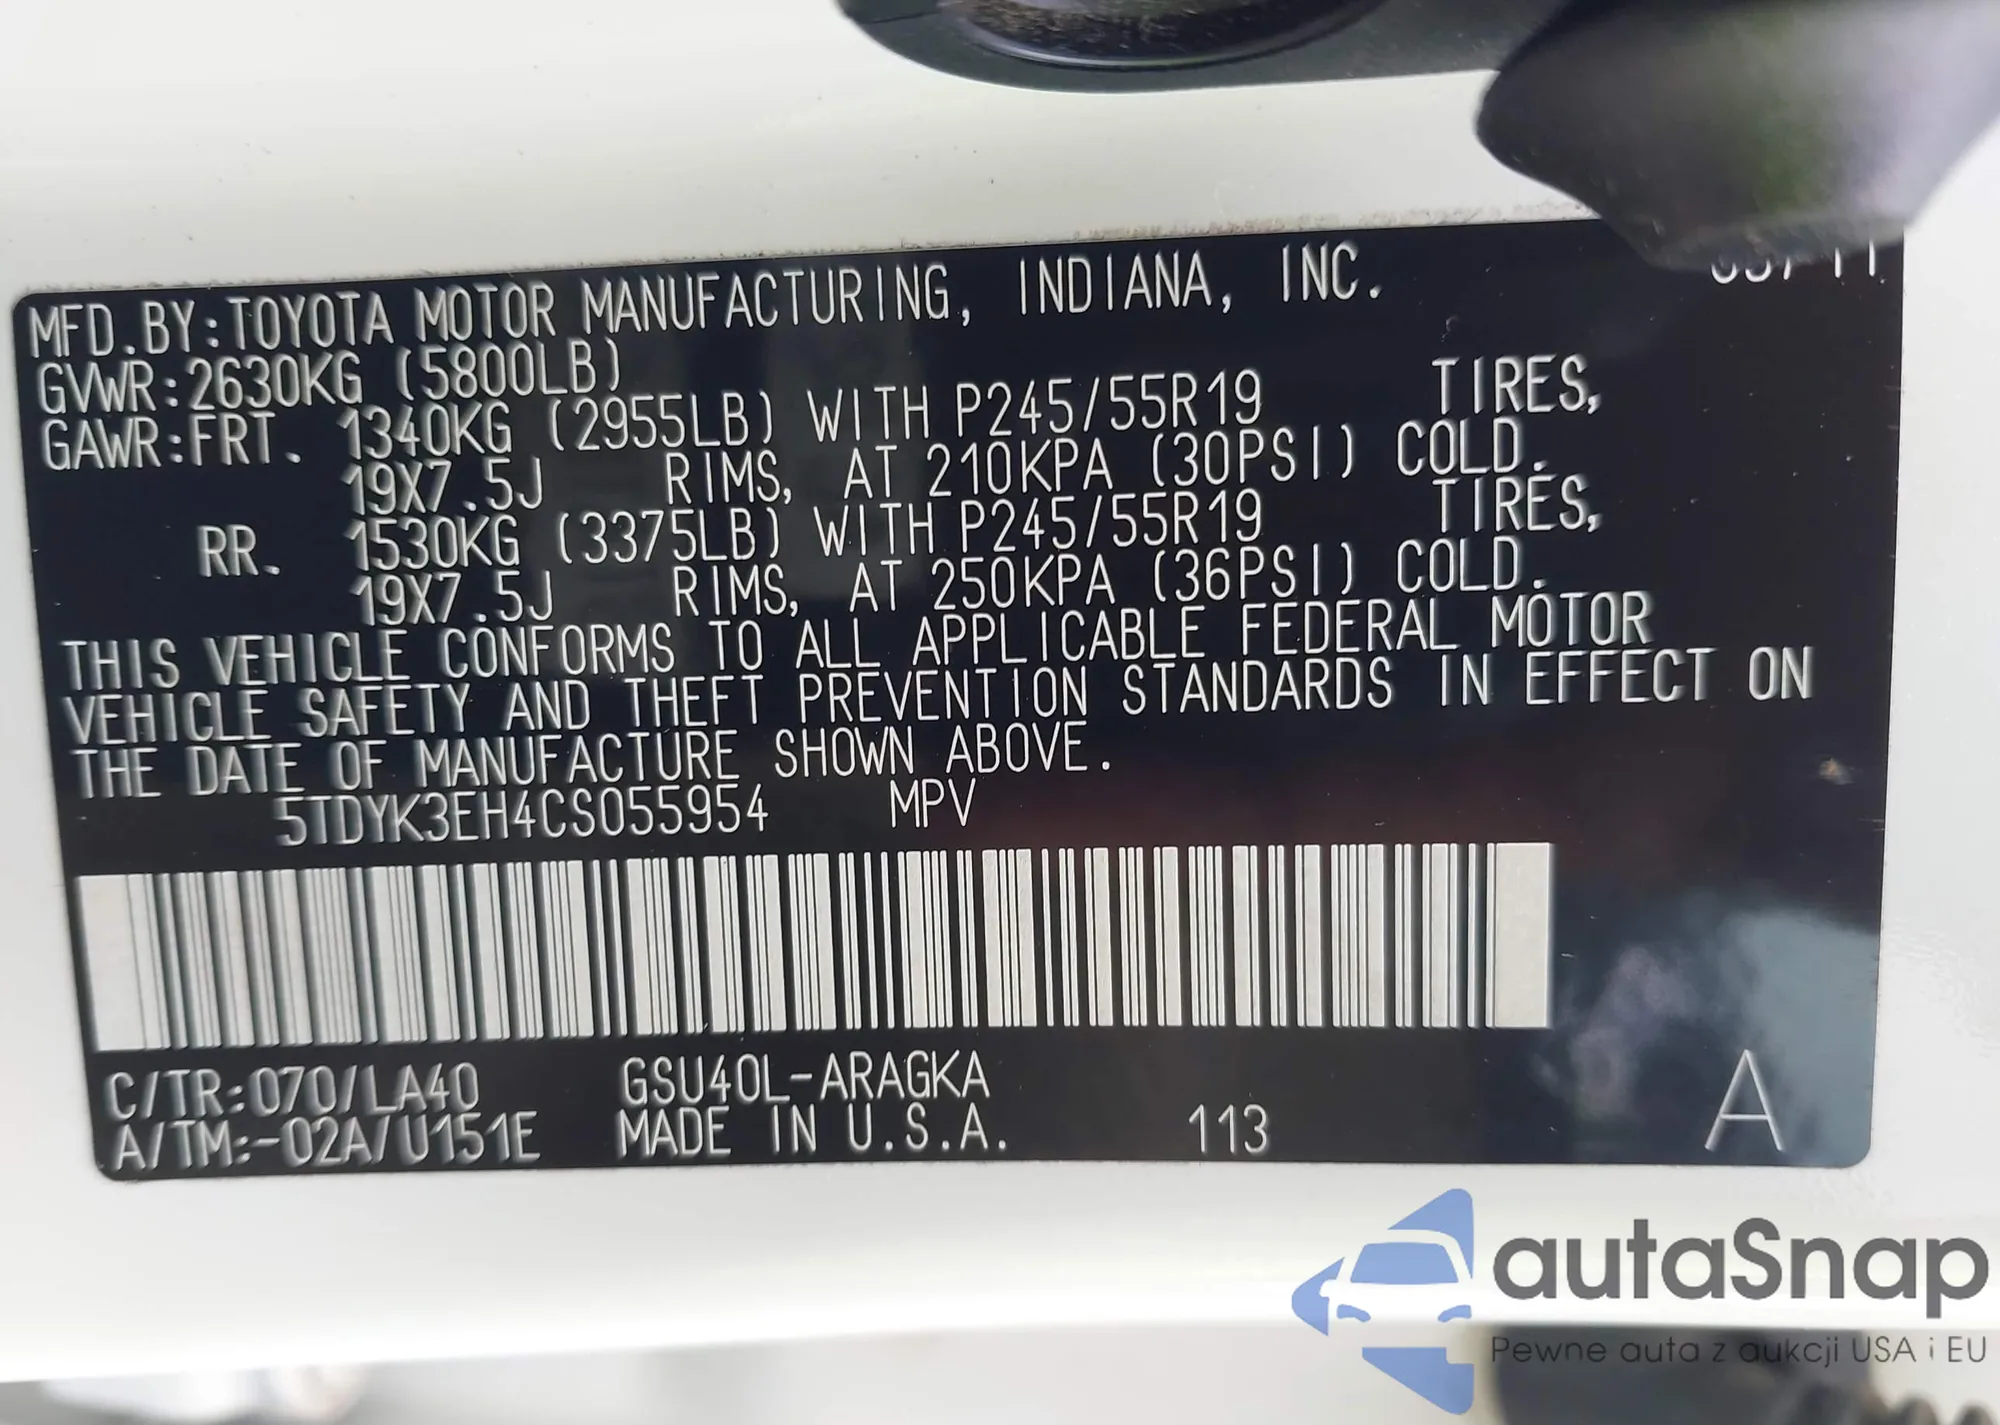 MFD.BY:TOYOTA MOTOR MANUFACTURING, INDIANA, INC.
GVWR:2630KG (5800LB)
GAWR:FRT. 1340KG (2955LB) WITH P245/55R19 TIRES,
19X7.5J RIMS, AT 210KPA (30PSI) COLD.
RR. 1530KG (3375LB) WITH P245/55R19 TIRES,
19X7.5J RIMS, AT 250KPA (36PSI) COLD.
THIS VEHICLE CONFORMS TO ALL APPLICABLE FEDERAL MOTOR
VEHICLE SAFETY AND THEFT PREVENTION STANDARDS IN EFFECT ON
THE DATE OF MANUFACTURE SHOWN ABOVE.
5TDYK3EH4CS055954 MPV
C/TR:070/LA40 GSU40L-ARAGKA
A/TM:-02A/U151E MADE IN U.S.A. 113 A
autaSnap
Pewne auta z aukcji USA i EU